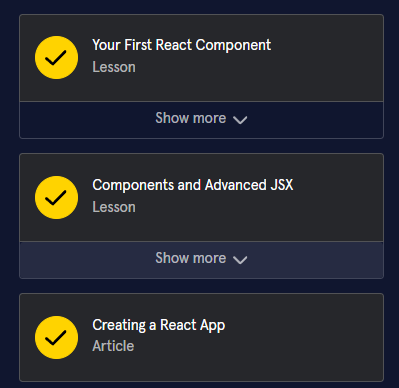 Your First React Component
Lesson
Show more
Components and Advanced JSX
Lesson
Show more
Creating a React App
Article